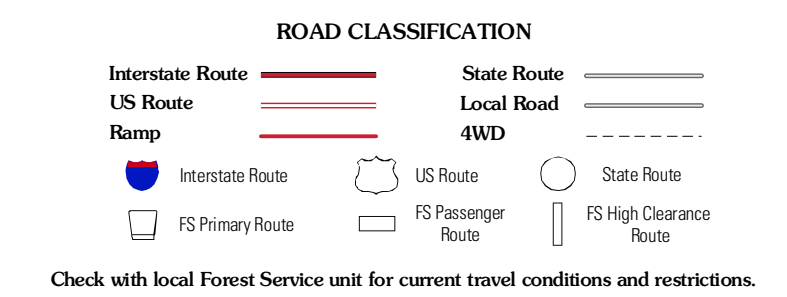 ROAD CLASSIFICATION
Interstate Route
State Route
US Route
Local Road
Ramp
4WD
Interstate Route
US Route
State Route
FS Primary Route
FS Passenger
Route
FS High Clearance
Route
Check with local Forest Service unit for current travel conditions and restrictions.